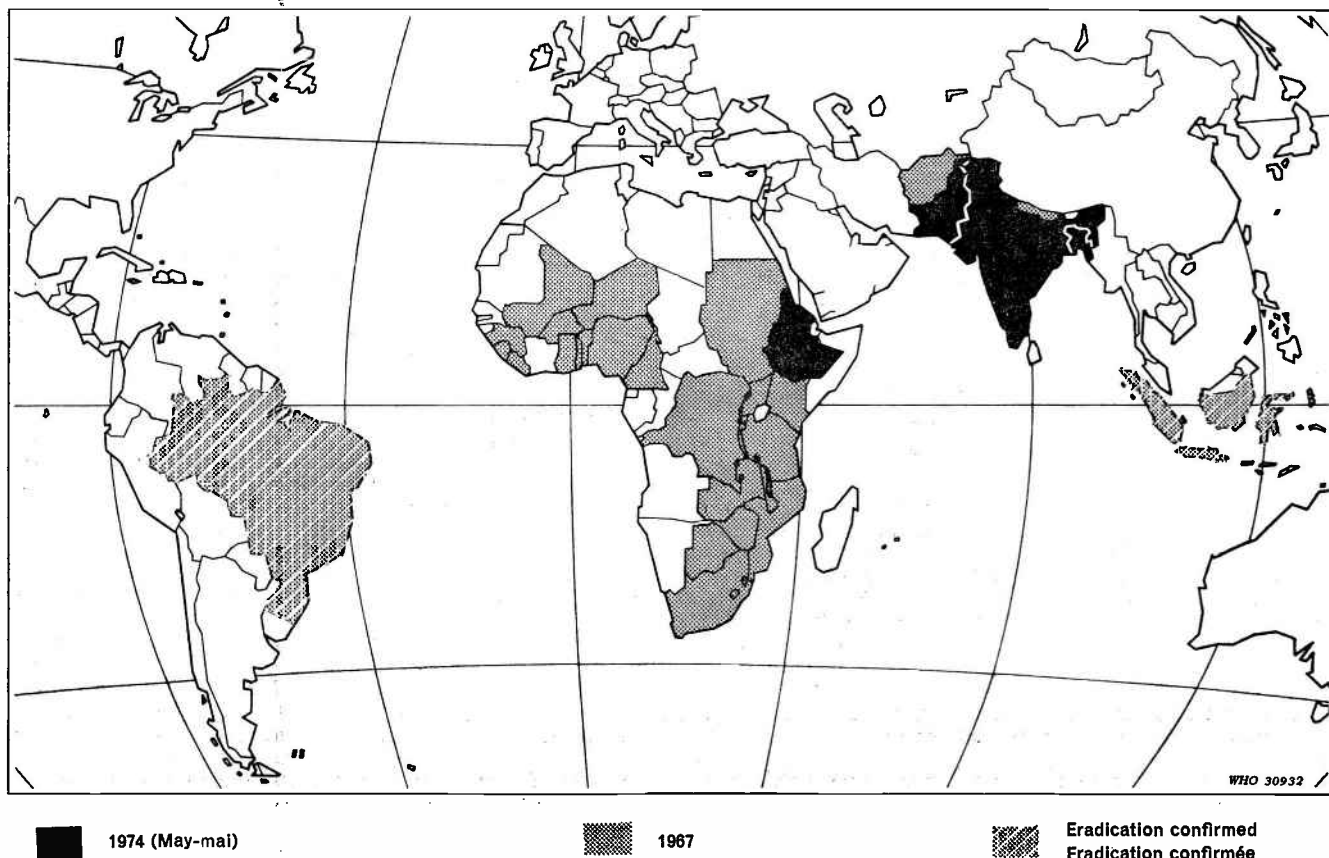 WHO 30932
1974 (May-mai)
1967
Eradication confirmed
Eradication confirmée